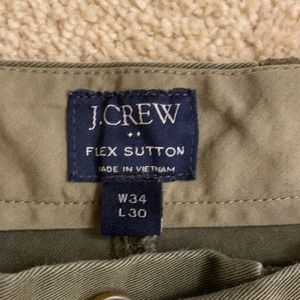 J.CREW
FLEX SUTTON
MADE IN VIETNAM
W34
L30